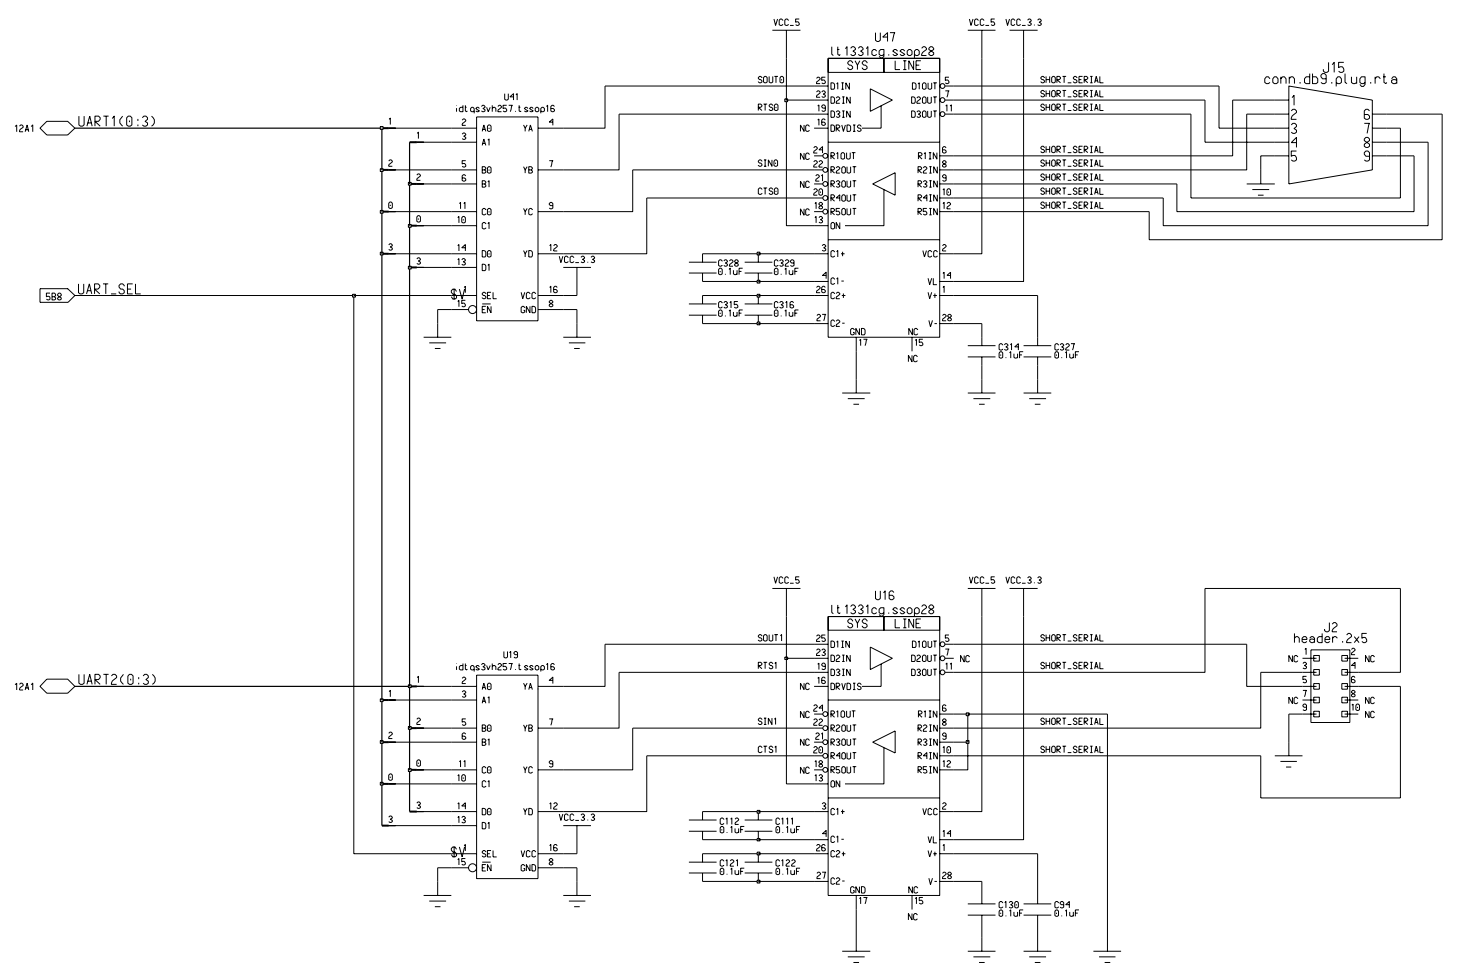 VCC_5
VCC_5 VCC_3.3
U47
lt1331cg.ssop28
SYS LINE
J15
conn.db9.plug.rta
U41
idtqs3vh257.tssop16
12A1 UART1(0:3)
1 2 A0 YA 4 SOUT0 25 D1IN D1OUT 5 SHORT_SERIAL
23 D2IN D2OUT 7 SHORT_SERIAL
RTS0 19 D3IN D3OUT 11 SHORT_SERIAL
NC 16 DRVDIS
1 3 A1
2 5 B0 YB 7
2 6 B1
0 11 C0 YC 9
0 10 C1
3 14 D0 YD 12
3 13 D1
NC 24 R1OUT R1IN 6 SHORT_SERIAL
SIN0 22 R2OUT R2IN 8 SHORT_SERIAL
NC 21 R3OUT R3IN 9 SHORT_SERIAL
CTS0 20 R4OUT R4IN 10 SHORT_SERIAL
NC 18 R5OUT R5IN 12 SHORT_SERIAL
13 ON
1 6
2 7
3 8
4 9
5
VCC_3.3
5B8 UART_SEL
SEL VCC 16
15 EN GND 8
3 C1+ VCC 2
C328 0.1uF C329 0.1uF
4 C1- VL 14
26 C2+ V+ 1
C315 0.1uF C316 0.1uF
27 C2- V- 28
GND NC
17 15
NC
C314 0.1uF C327 0.1uF
VCC_5
VCC_5 VCC_3.3
U16
lt1331cg.ssop28
SYS LINE
J2
header.2x5
U19
idtqs3vh257.tssop16
12A1 UART2(0:3)
1 2 A0 YA 4 SOUT1 25 D1IN D1OUT 5 SHORT_SERIAL
23 D2IN D2OUT 7 NC
RTS1 19 D3IN D3OUT 11 SHORT_SERIAL
NC 16 DRVDIS
1 3 A1
2 5 B0 YB 7
2 6 B1
0 11 C0 YC 9
0 10 C1
3 14 D0 YD 12
3 13 D1
NC 24 R1OUT R1IN 6
SIN1 22 R2OUT R2IN 8 SHORT_SERIAL
NC 21 R3OUT R3IN 9
CTS1 20 R4OUT R4IN 10 SHORT_SERIAL
NC 18 R5OUT R5IN 12
13 ON
NC 1 2 NC
3 4
5 6
NC 7 8 NC
9 10 NC
VCC_3.3
SEL VCC 16
15 EN GND 8
3 C1+ VCC 2
C112 0.1uF C111 0.1uF
4 C1- VL 14
26 C2+ V+ 1
C121 0.1uF C122 0.1uF
27 C2- V- 28
GND NC
17 15
NC
C130 0.1uF C94 0.1uF